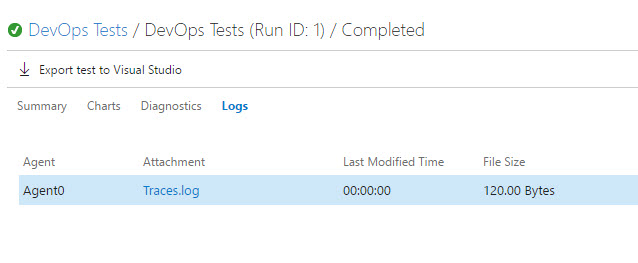 DevOps Tests / DevOps Tests (Run ID: 1) / Completed
Export test to Visual Studio
Summary Charts Diagnostics Logs
Agent Attachment Last Modified Time File Size
Agent0 Traces.log 00:00:00 120.00 Bytes